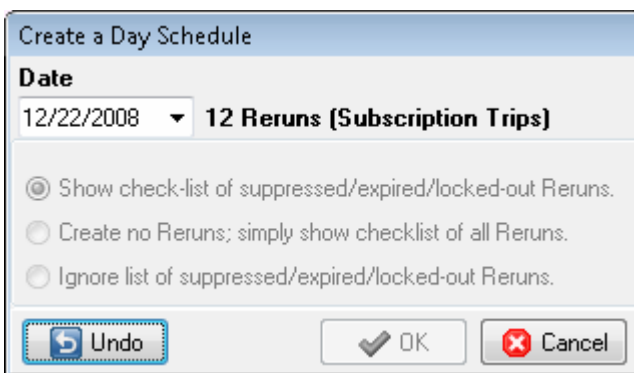 Create a Day Schedule
Date
12/22/2008 12 Reruns (Subscription Trips)
Show check-list of suppressed/expired/locked-out Reruns.
Create no Reruns; simply show checklist of all Reruns.
Ignore list of suppressed/expired/locked-out Reruns.
Undo OK Cancel